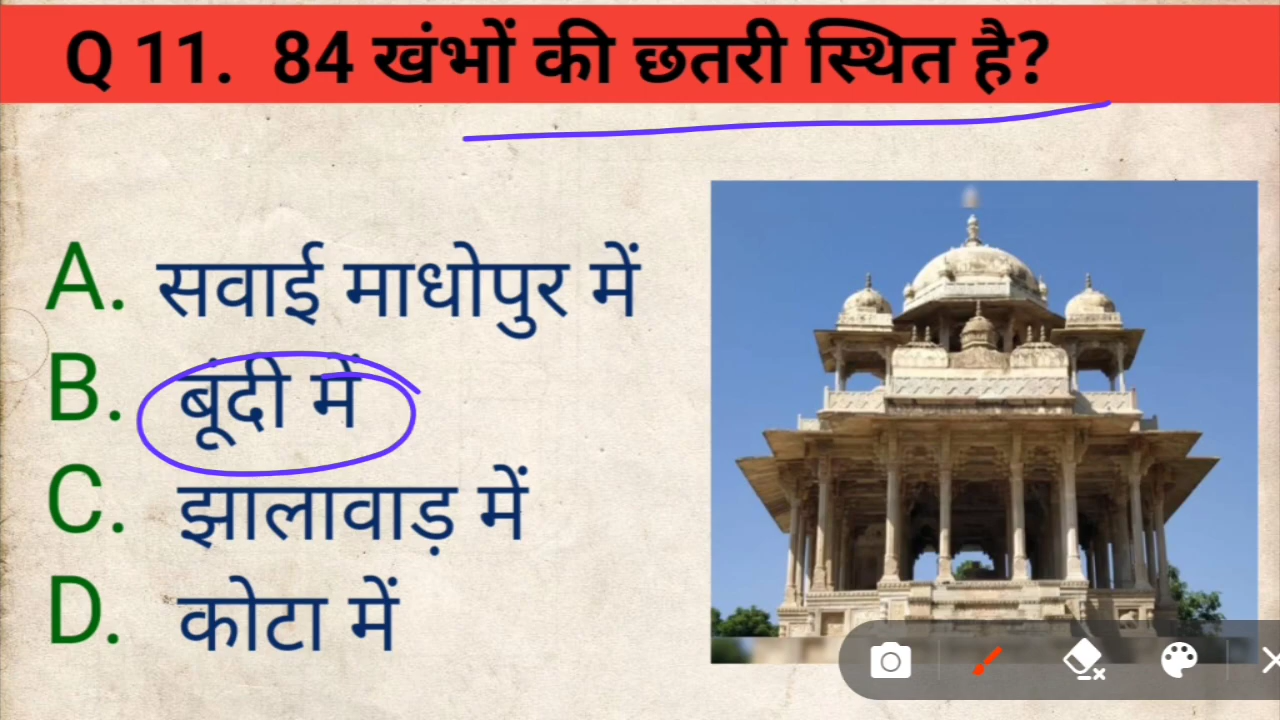 Q 11. 84 खंभों की छतरी स्थित है?
A. सवाई माधोपुर में
B. बूंदी में
C. झालावाड़ में
D. कोटा में